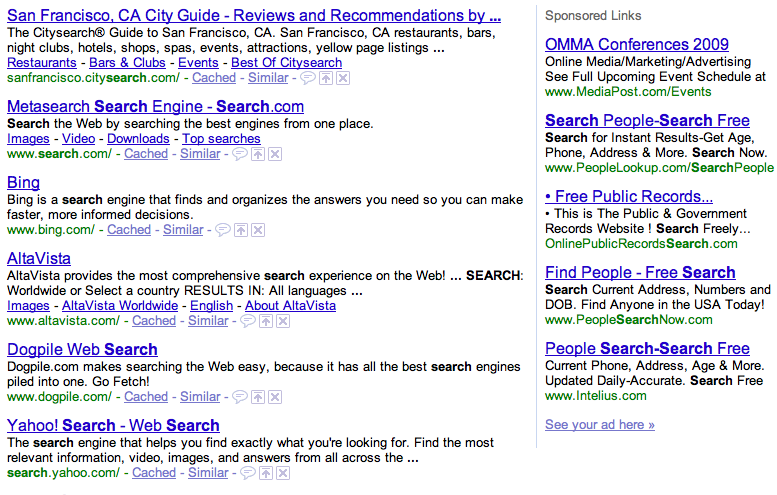 San Francisco, CA City Guide - Reviews and Recommendations by ...
The Citysearch® Guide to San Francisco, CA. San Francisco, CA restaurants, bars,
night clubs, hotels, shops, spas, events, attractions, yellow page listings ...
Restaurants - Bars & Clubs - Events - Best Of Citysearch
sanfrancisco.citysearch.com/ - Cached - Similar -
Metasearch Search Engine - Search.com
Search the Web by searching the best engines from one place.
Images - Video - Downloads - Top searches
www.search.com/ - Cached - Similar -
Bing
Bing is a search engine that finds and organizes the answers you need so you can make
faster, more informed decisions.
www.bing.com/ - Cached - Similar -
AltaVista
AltaVista provides the most comprehensive search experience on the Web! ... SEARCH:
Worldwide or Select a country RESULTS IN: All languages ...
Images - AltaVista Worldwide - English - About AltaVista
www.altavista.com/ - Cached - Similar -
Dogpile Web Search
Dogpile.com makes searching the Web easy, because it has all the best search engines
piled into one. Go Fetch!
www.dogpile.com/ - Cached - Similar -
Yahoo! Search - Web Search
The search engine that helps you find exactly what you're looking for. Find the most
relevant information, video, images, and answers from all across the ...
search.yahoo.com/ - Cached - Similar -
Sponsored Links
OMMA Conferences 2009
Online Media/Marketing/Advertising
See Full Upcoming Event Schedule at
www.MediaPost.com/Events
Search People-Search Free
Search for Instant Results-Get Age,
Phone, Address & More. Search Now.
www.PeopleLookup.com/SearchPeople
• Free Public Records...
• This is The Public & Government
Records Website ! Search Freely...
OnlinePublicRecordsSearch.com
Find People - Free Search
Search Current Address, Numbers and
DOB. Find Anyone in the USA Today!
www.PeopleSearchNow.com
People Search-Search Free
Current Phone, Address, Age & More.
Updated Daily-Accurate. Search Free
www.Intelius.com
See your ad here »